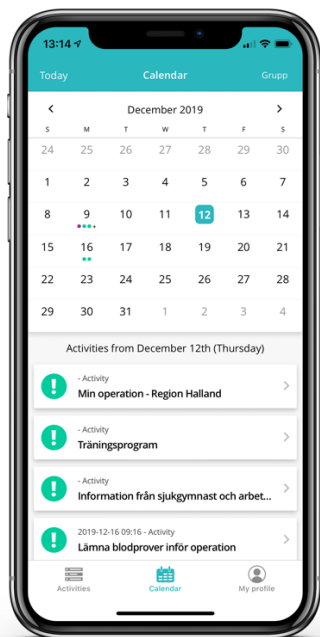 13:14
Today Calendar Grupp
December 2019
S M T W T F S
24 25 26 27 28 29 30
1 2 3 4 5 6 7
8 9 10 11 12 13 14
15 16 17 18 19 20 21
22 23 24 25 26 27 28
29 30 31 1 2 3 4
Activities from December 12th (Thursday)
- Activity
Min operation - Region Halland
- Activity
Träningsprogram
- Activity
Information från sjukgymnast och arbet...
2019-12-16 09:16 - Activity
Lämna blodprover inför operation
Activities Calendar My profile